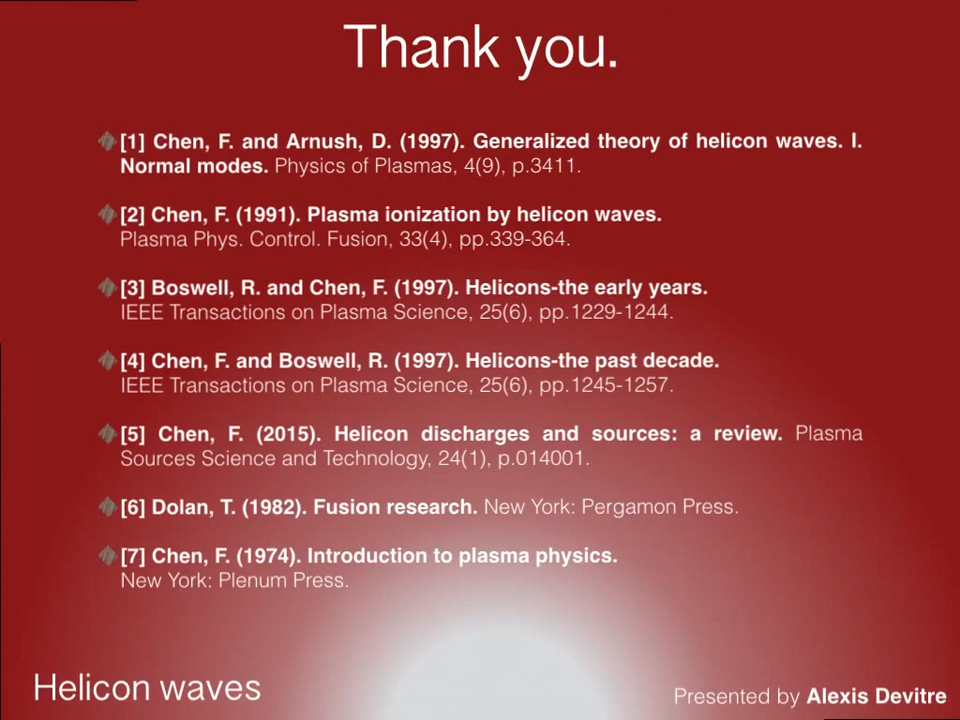 Thank you.
[1] Chen, F. and Arnush, D. (1997). Generalized theory of helicon waves. I.
Normal modes. Physics of Plasmas, 4(9), p.3411.
[2] Chen, F. (1991). Plasma ionization by helicon waves.
Plasma Phys. Control. Fusion, 33(4), pp.339-364.
[3] Boswell, R. and Chen, F. (1997). Helicons-the early years.
IEEE Transactions on Plasma Science, 25(6), pp.1229-1244.
[4] Chen, F. and Boswell, R. (1997). Helicons-the past decade.
IEEE Transactions on Plasma Science, 25(6), pp.1245-1257.
[5] Chen, F. (2015). Helicon discharges and sources: a review. Plasma
Sources Science and Technology, 24(1), p.014001.
[6] Dolan, T. (1982). Fusion research. New York: Pergamon Press.
[7] Chen, F. (1974). Introduction to plasma physics.
New York: Plenum Press.
Helicon waves
Presented by Alexis Devitre